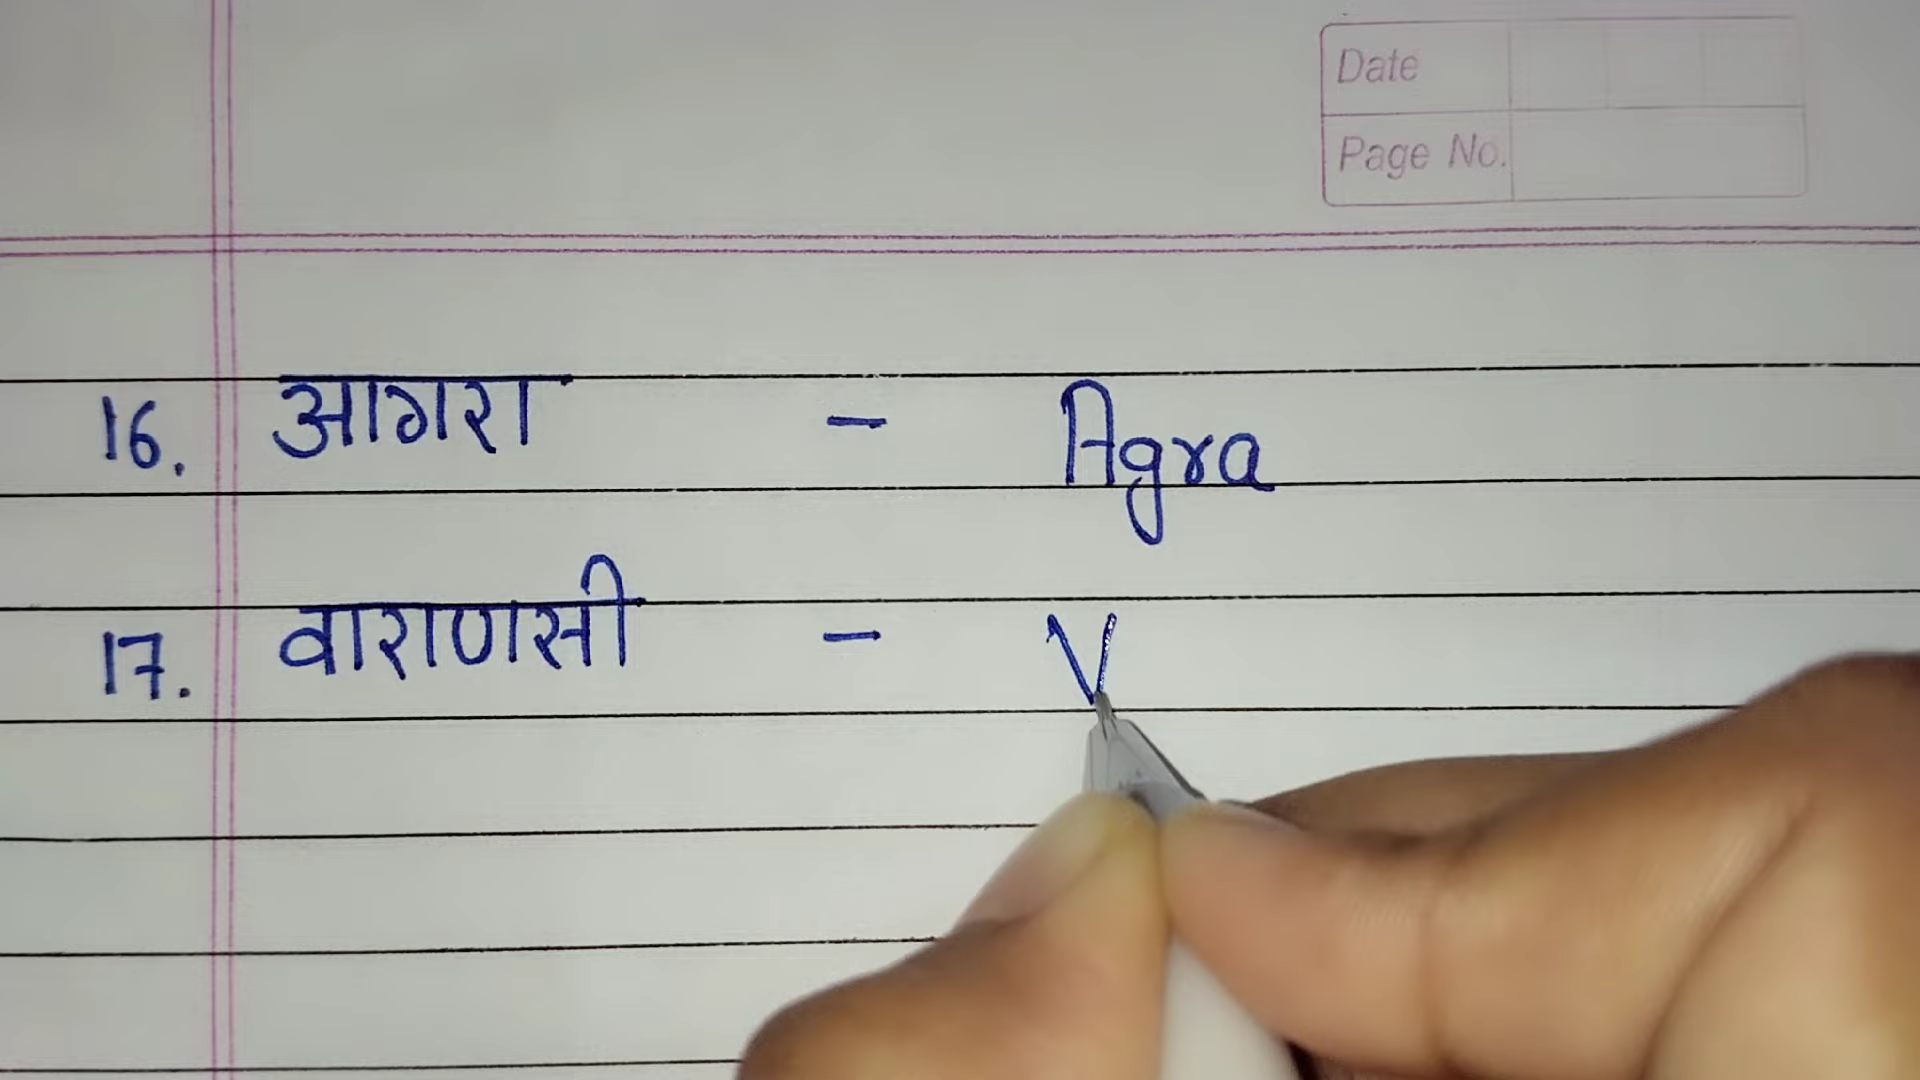 Date
Page No.
16. आगरा - Agra
17. वाराणसी - V